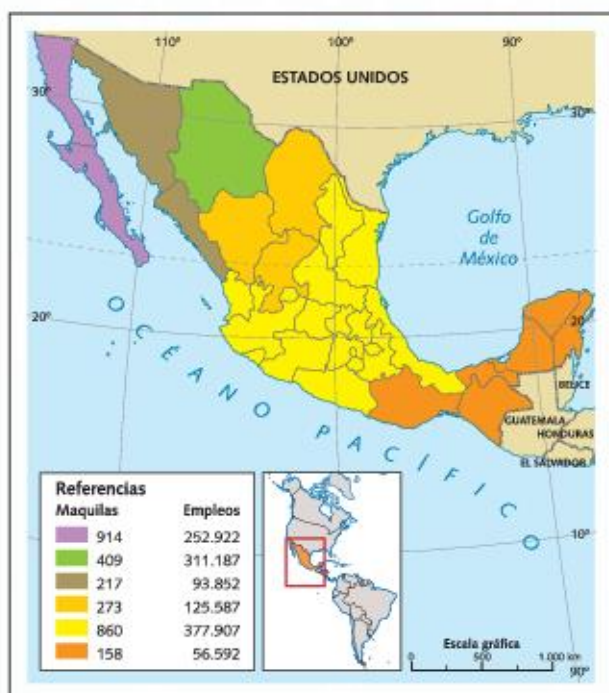 110°
100°
90°
ESTADOS UNIDOS
30°
30°
Golfo
de
México
20°
20
OCÉANO PACÍFICO
BELICE
GUATEMALA
HONDURAS
EL SALVADOR
10°
Referencias
Maquilas Empleos
914 252.922
409 311.187
217 93.852
273 125.587
860 377.907
158 56.592
Escala gráfica
0 500 1.000 km
90°